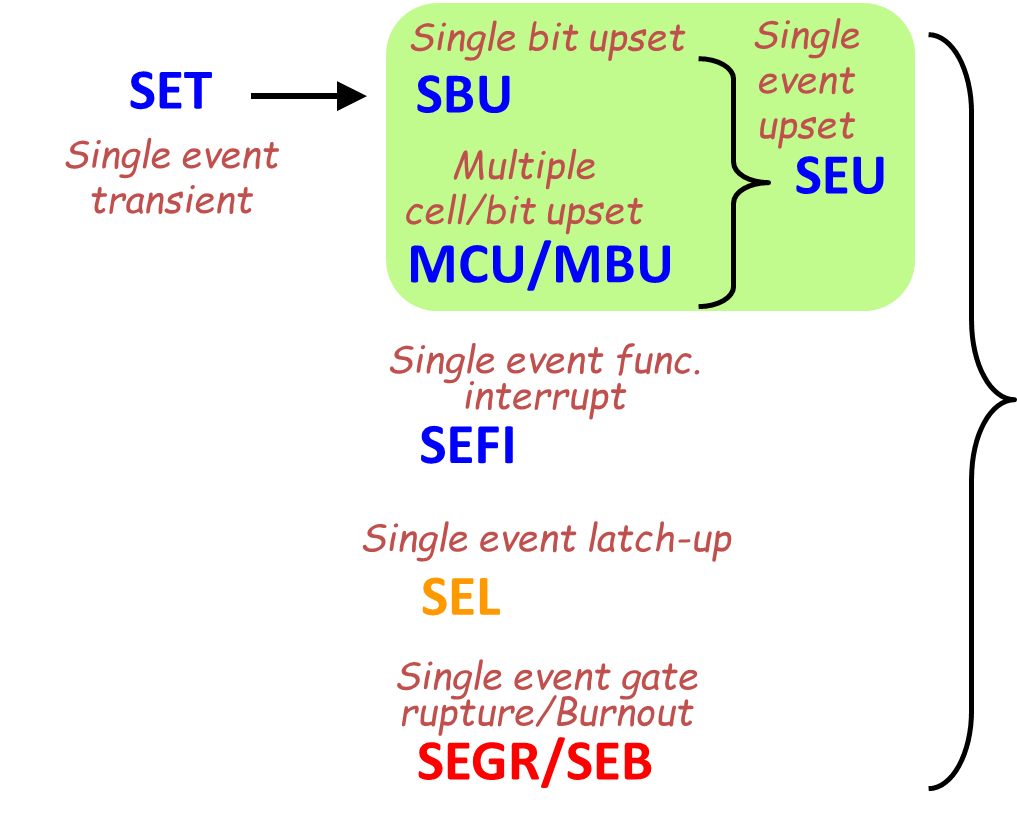 SET
Single event
transient
Single bit upset
SBU
Multiple
cell/bit upset
MCU/MBU
Single
event
upset
SEU
Single event func.
interrupt
SEFI
Single event latch-up
SEL
Single event gate
rupture/Burnout
SEGR/SEB